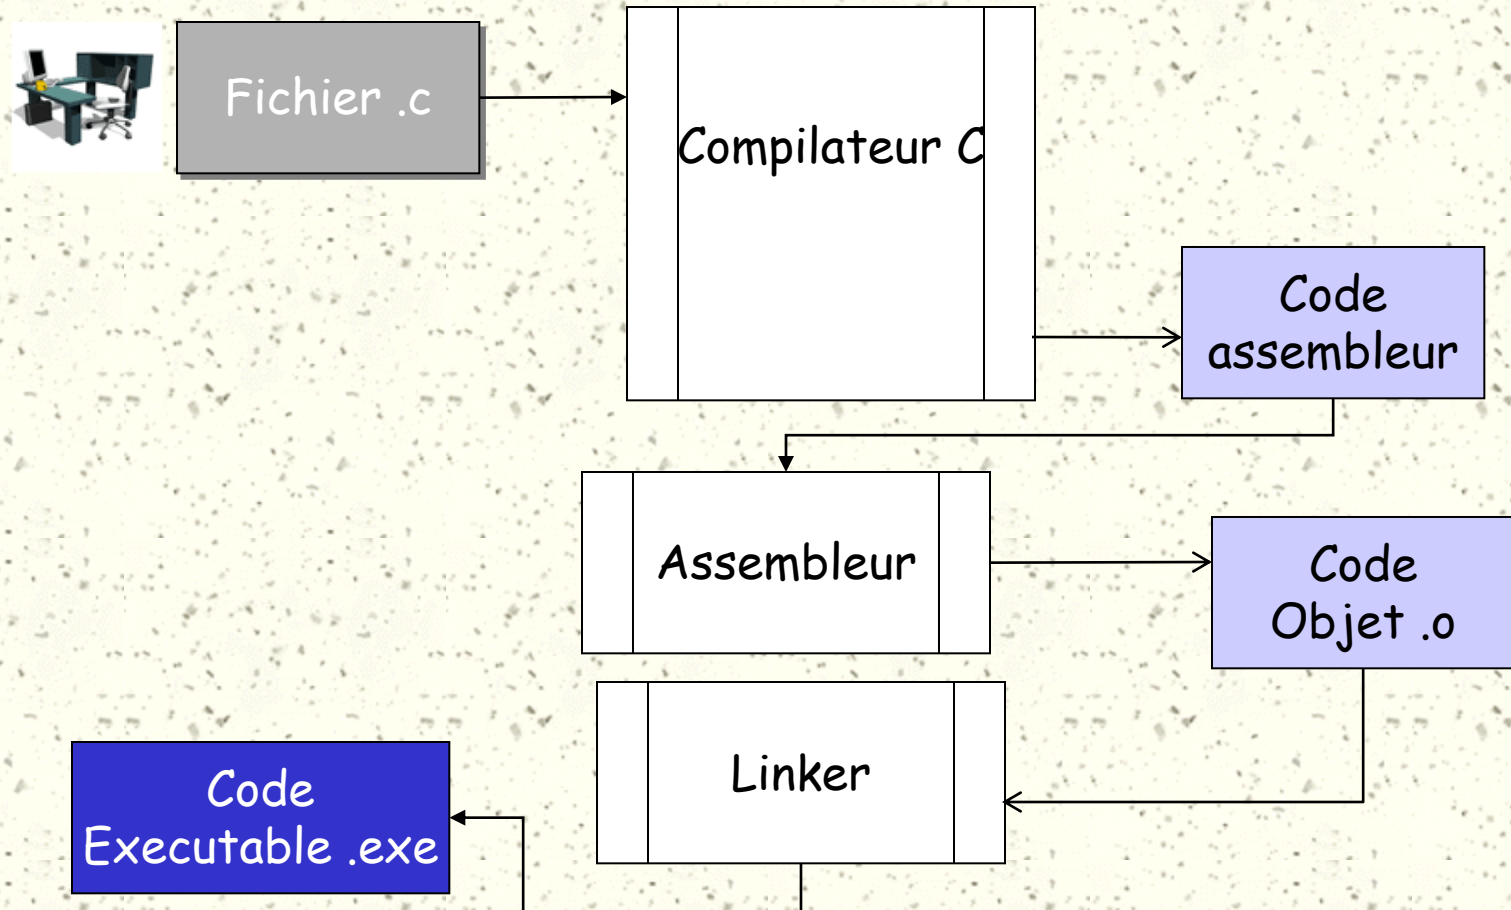 Fichier .c
Compilateur C
Code
assembleur
Assembleur
Code
Objet .o
Linker
Code
Executable .exe